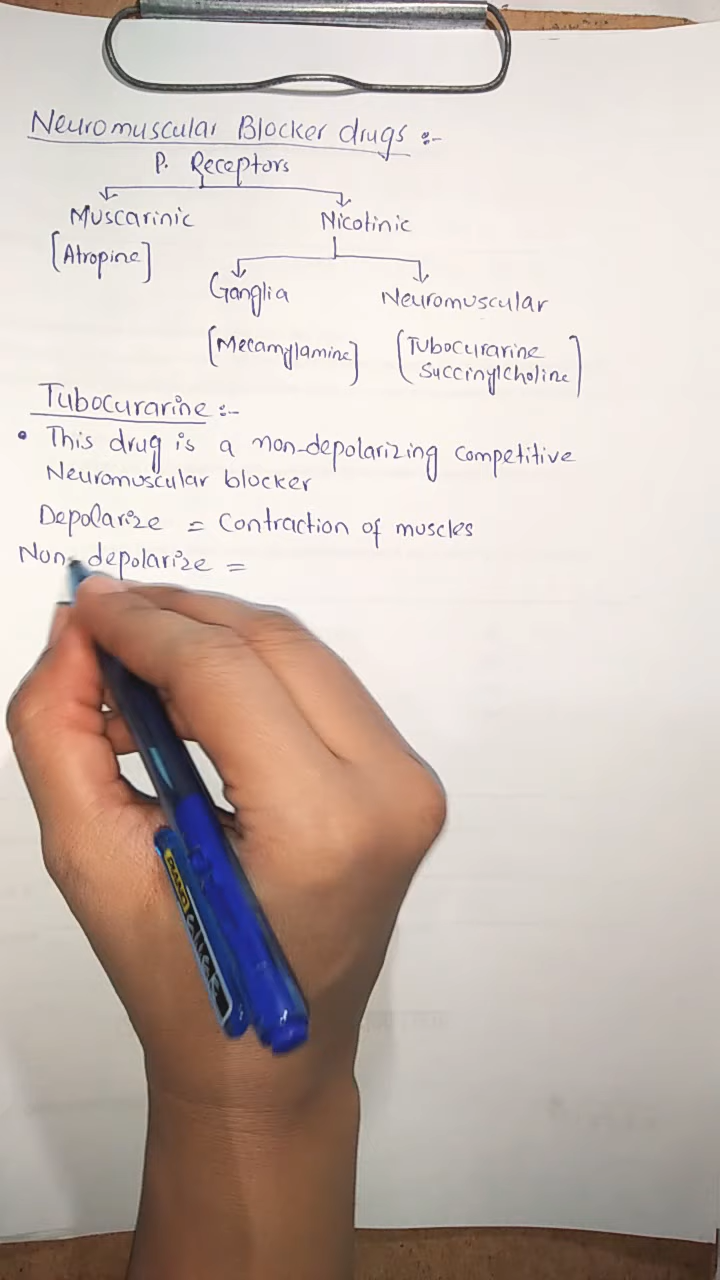 Neuromuscular Blocker drugs :-
P. Receptors
Muscarinic Nicotinic
[Atropine]
Ganglia Neuromuscular
[Mecamylamine] [Tubocurarine
Succinylcholine]
Tubocurarine :-
• This drug is a non-depolarizing competitive
Neuromuscular blocker
Depolarize = Contraction of muscles
Non-depolarize =
click